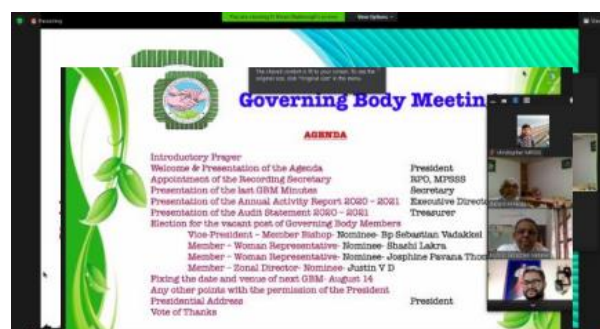 Recording
View Options
Governing Body Meetin
AGENDA
Introductory Prayer
Welcome & Presentation of the Agenda President
Appointment of the Recording Secretary RPO, MPSSS
Presentation of the last GBM Minutes Secretary
Presentation of the Annual Activity Report 2020 – 2021 Executive Directo
Presentation of the Audit Statement 2020 – 2021 Treasurer
Election for the vacant post of Governing Body Members
Vice President – Member Bishop- Nominee- Bp Sebastian Vadakkel
Member – Woman Representative- Nominee- Shashi Lakra
Member – Woman Representative- Nominee- Josphine Pavana Tho
Member – Zonal Director- Nominee- Justin V D
Fixing the date and venue of next GBM- August 14
Any other points with the permission of the President
Presidential Address President
Vote of Thanks